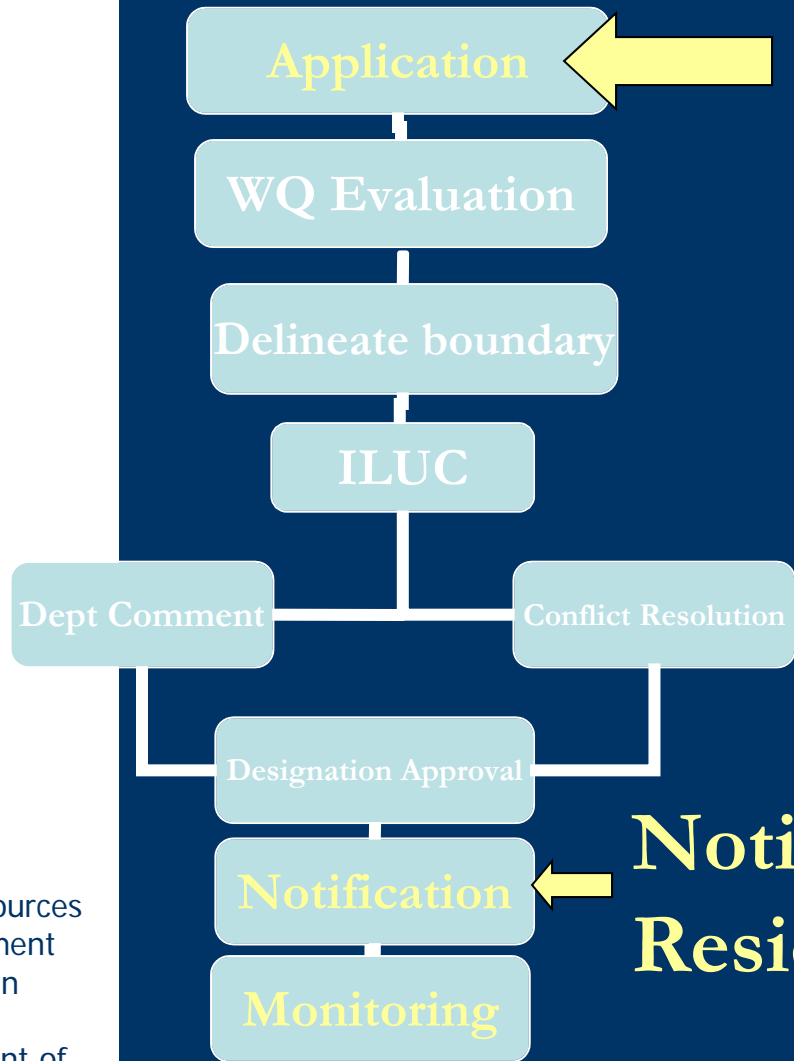 Application
WQ Evaluation
Delineate boundary
ILUC
Dept Comment
Conflict Resolution
Designation Approval
Notification
Monitoring